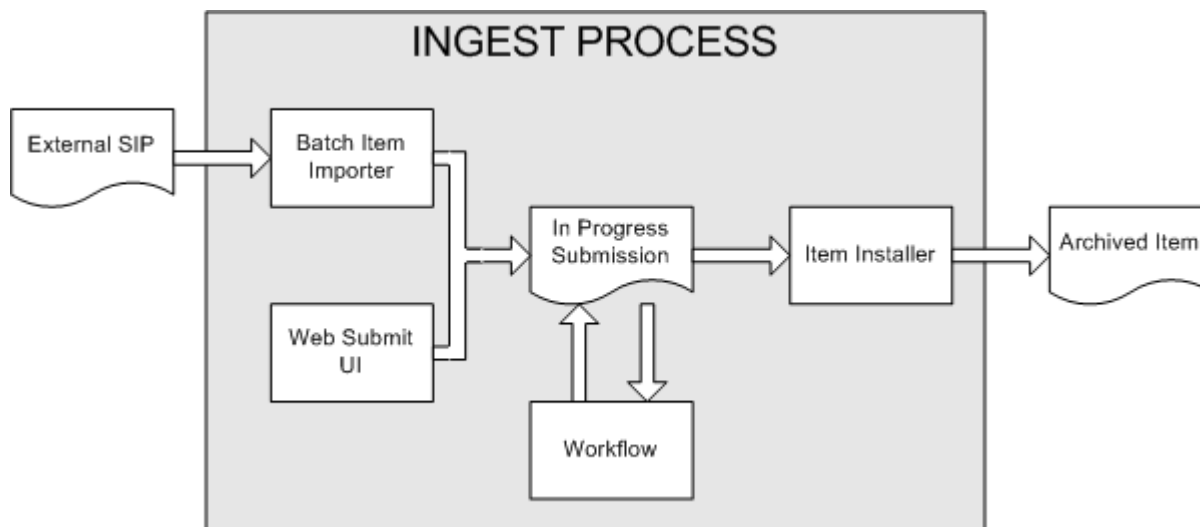 INGEST PROCESS
External SIP
Batch Item
Importer
In Progress
Submission
Item Installer
Archived Item
Web Submit
UI
Workflow